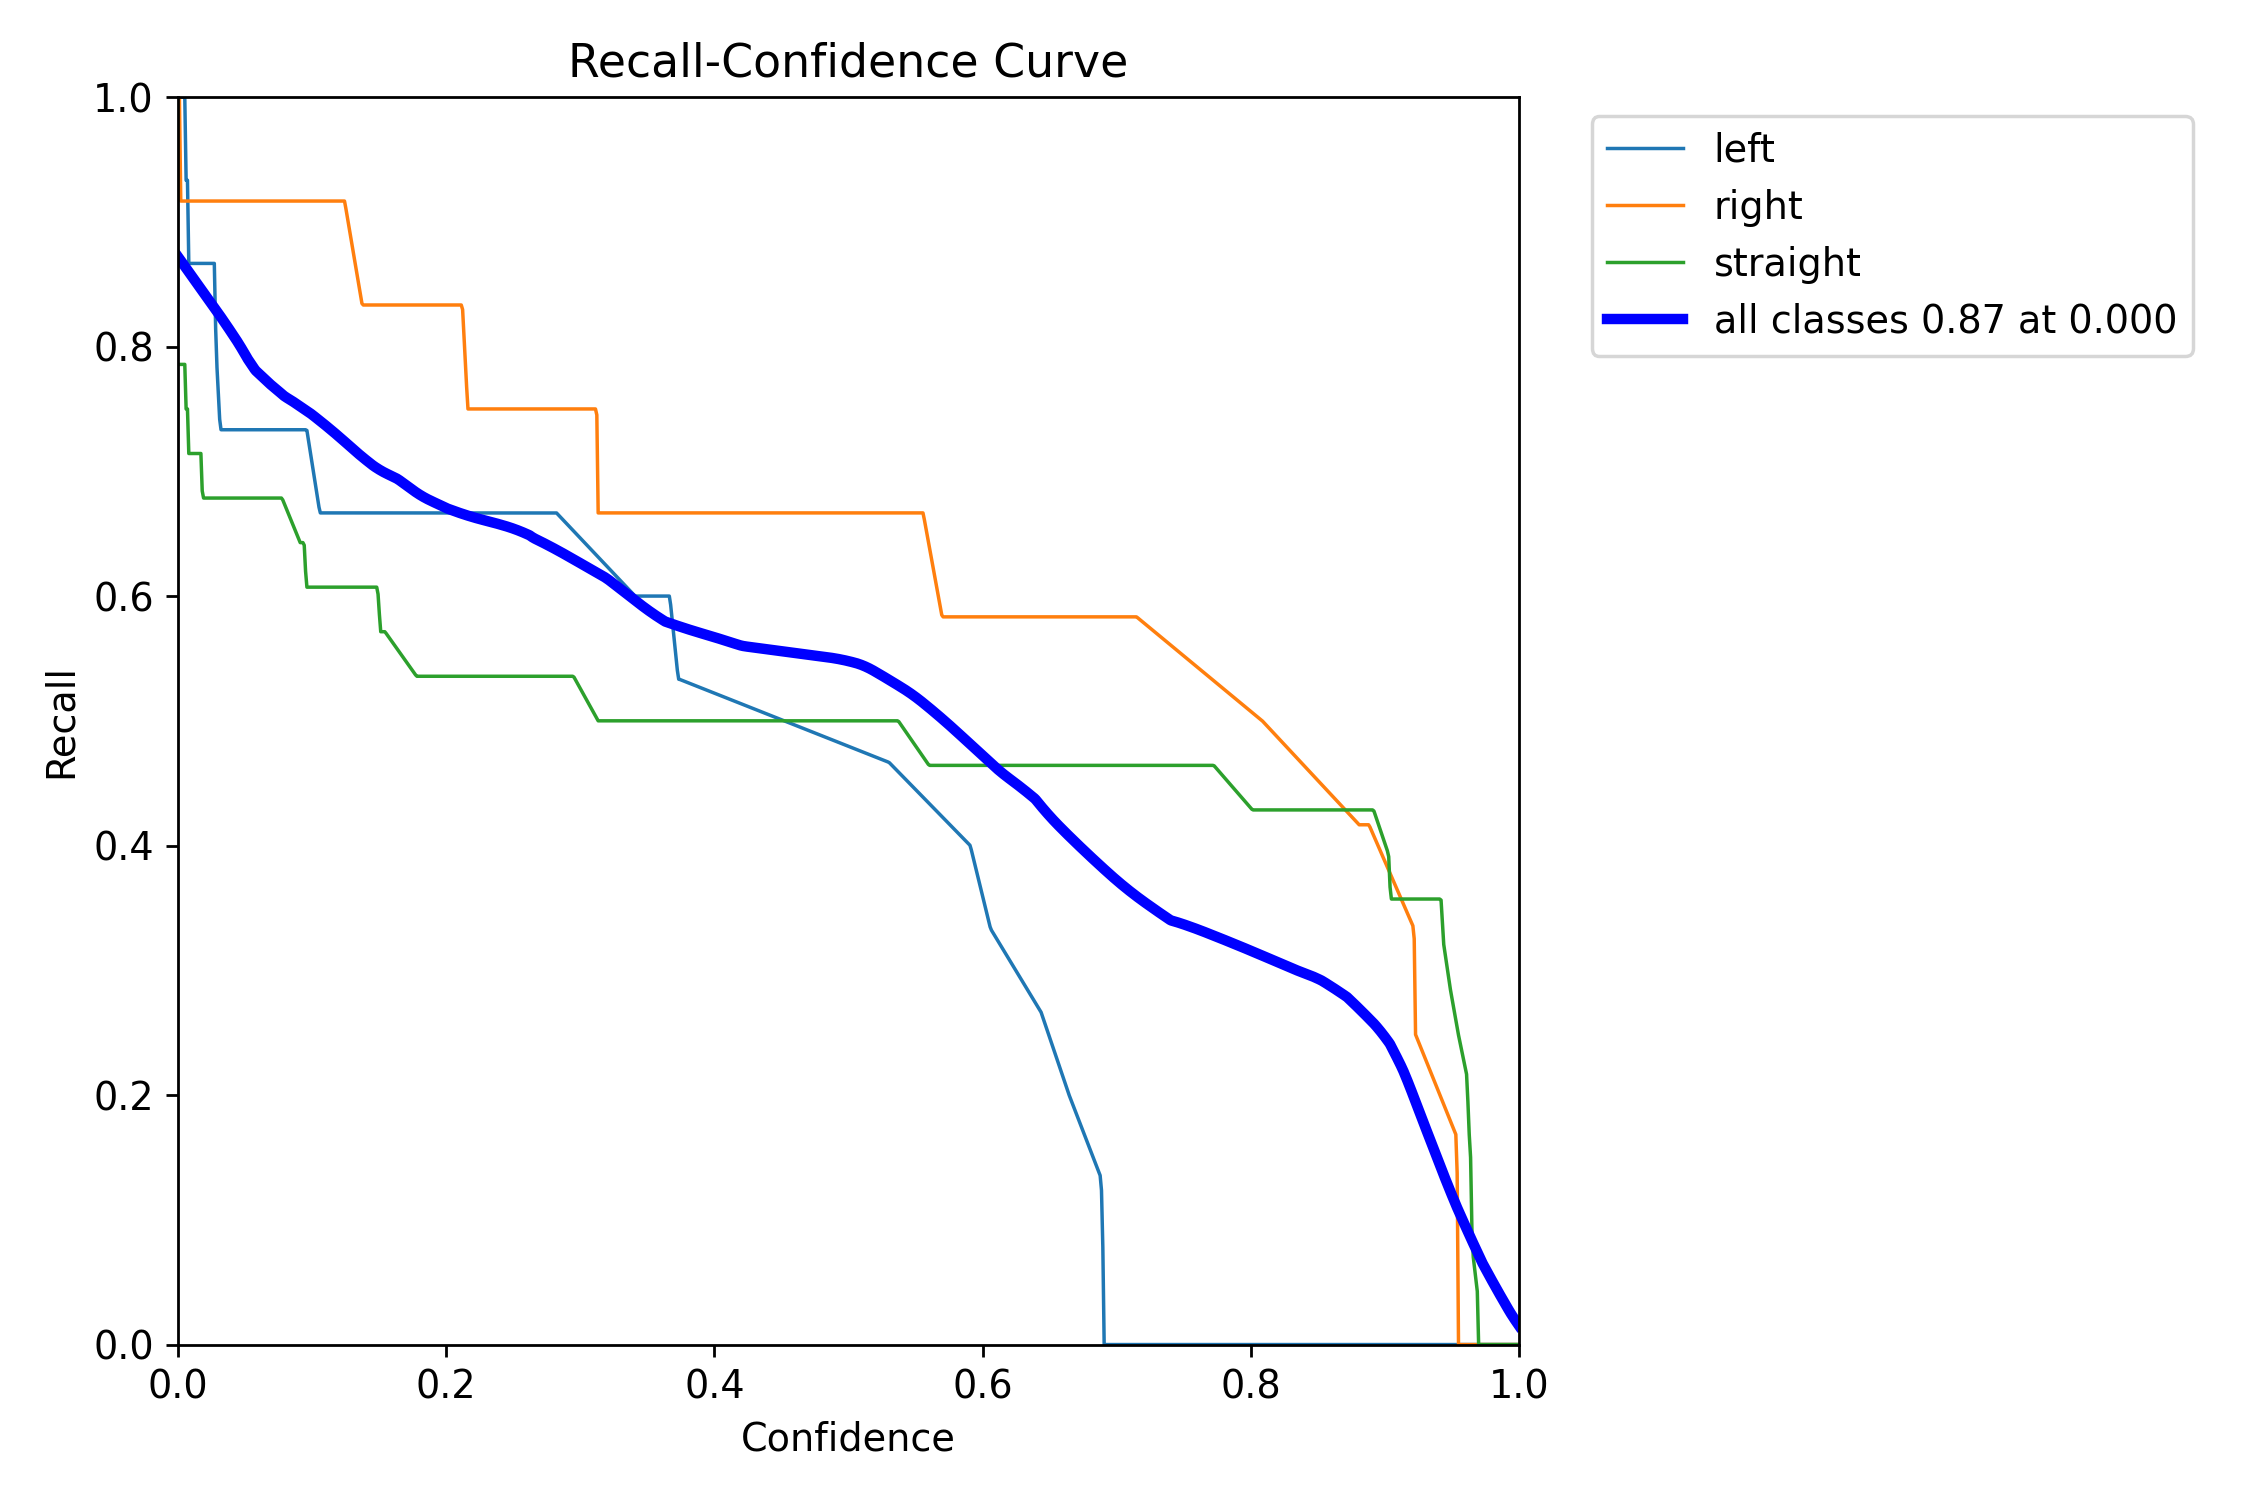 Recall-Confidence Curve
1.0
0.8
0.6
0.4
0.2
0.0
Recall
0.0 0.2 0.4 0.6 0.8 1.0
Confidence
left
right
straight
all classes 0.87 at 0.000